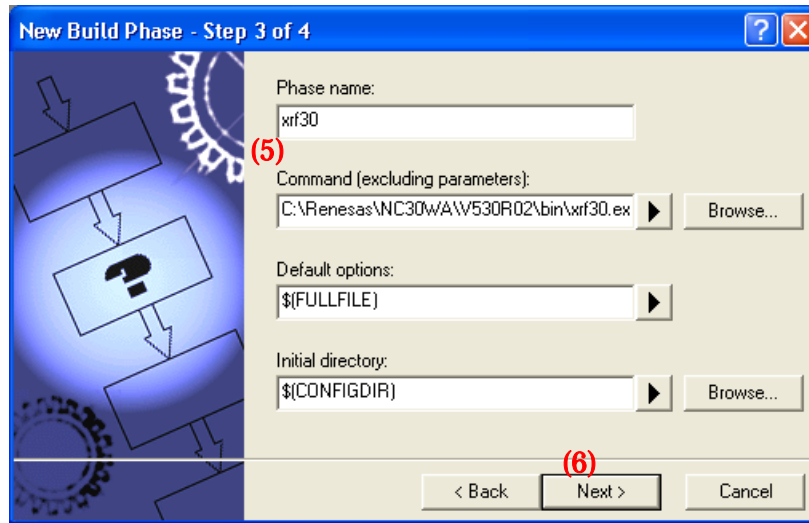 New Build Phase - Step 3 of 4
Phase name:
xrf30
(5)
Command (excluding parameters):
C:\Renesas\NC30WA\V530R02\bin\xrf30.ex
Browse...
Default options:
$(FULLFILE)
Initial directory:
$(CONFIGDIR)
Browse...
(6)
< Back Next > Cancel